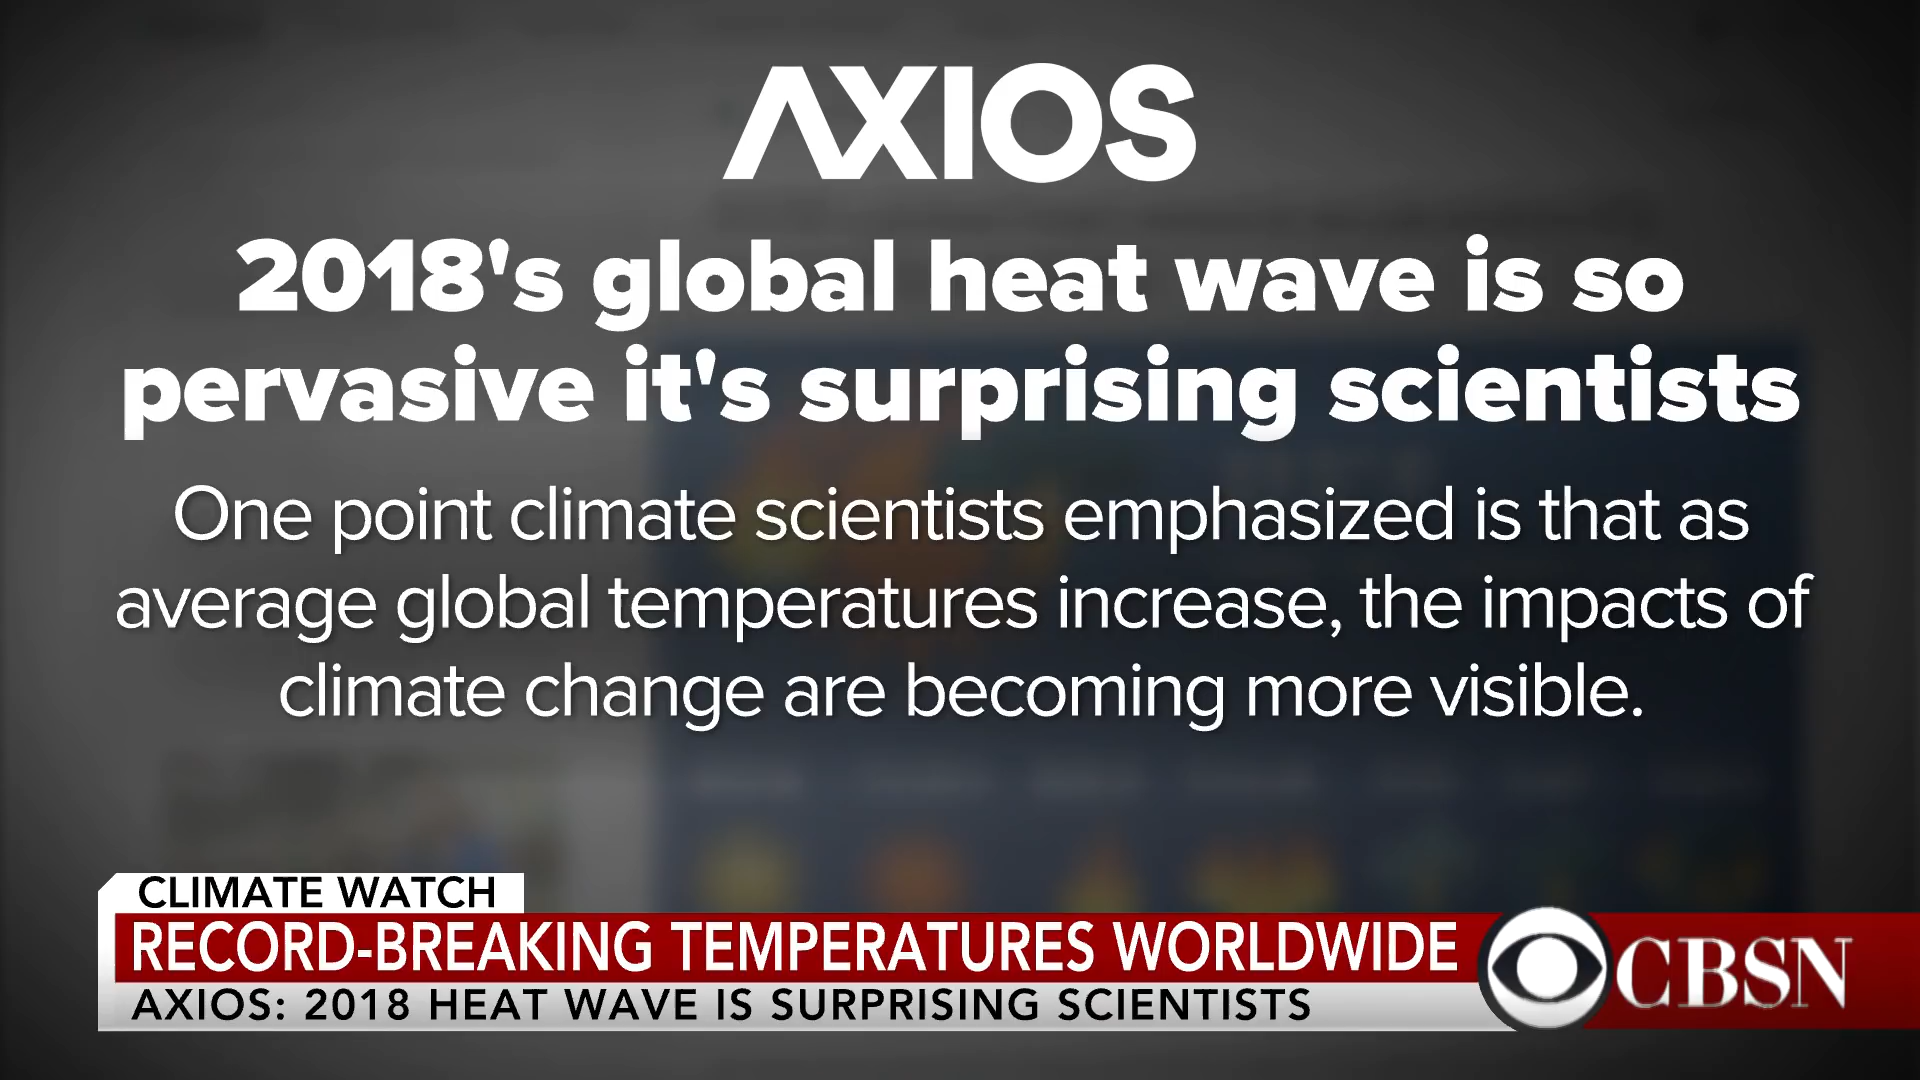 AXIOS
2018's global heat wave is so
pervasive it's surprising scientists
One point climate scientists emphasized is that as
average global temperatures increase, the impacts of
climate change are becoming more visible.
CLIMATE WATCH
RECORD-BREAKING TEMPERATURES WORLDWIDE
CBSN
AXIOS: 2018 HEAT WAVE IS SURPRISING SCIENTISTS